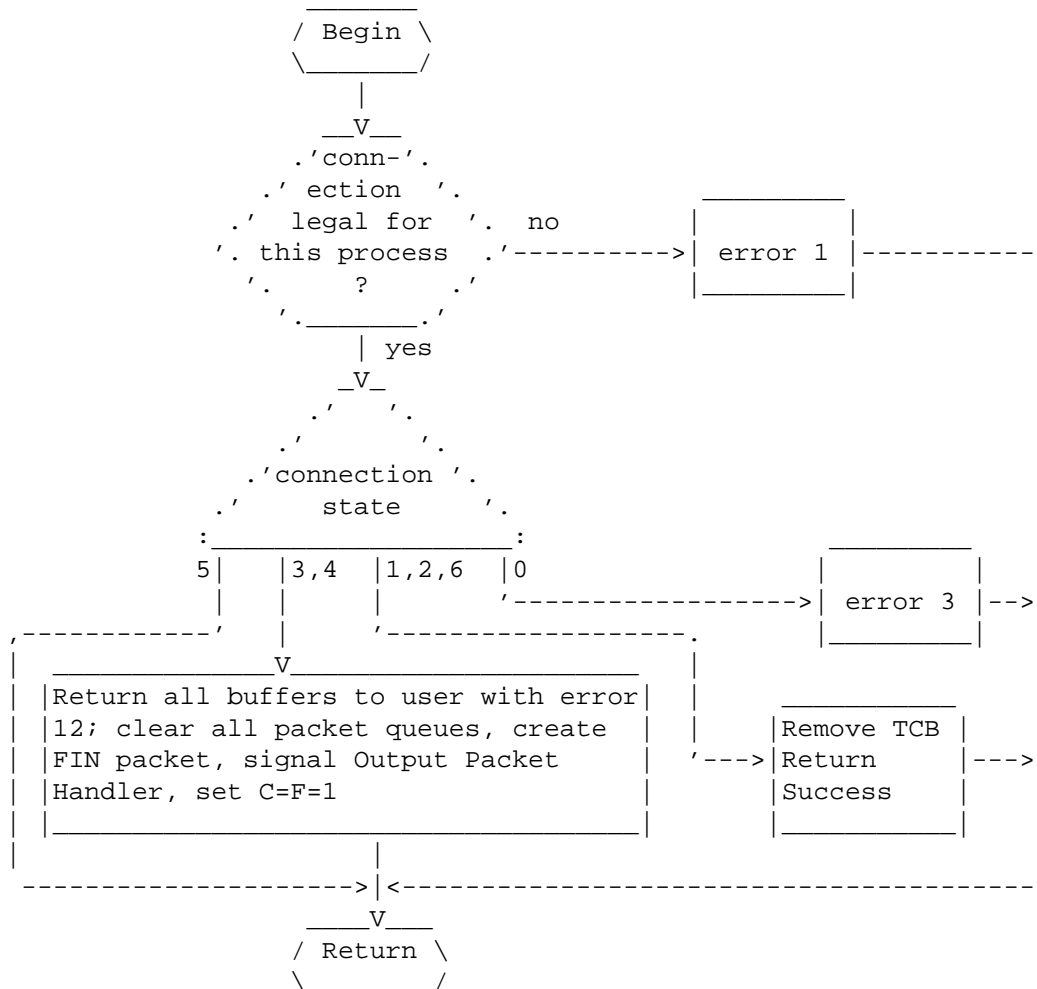 Begin
V
conn-
ection
legal for no
this process error 1
?
yes
V
connection
state
5 3,4 1,2,6 0
error 3
V
Return all buffers to user with error
12; clear all packet queues, create Remove TCB
FIN packet, signal Output Packet Return
Handler, set C=F=1 Success
V
Return